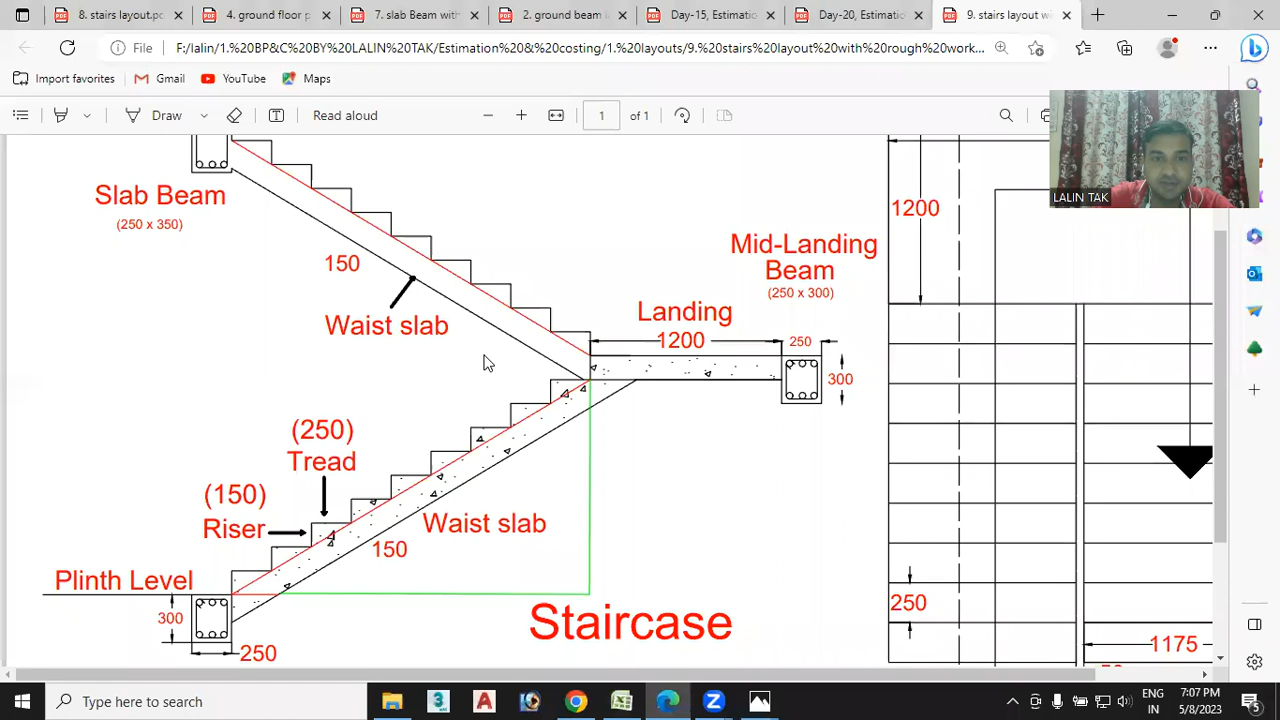 8. stairs layout.pc
4. ground floor p
7. slab Beam with
2. ground beam l
Day-15, Estimatio
Day-20, Estimatio
9. stairs layout wi
File
F:/lalin/1.%20BP&C%20BY%20LALIN%20TAK/Estimation%20&%20costing/1.%20layouts/9.%20stairs%20layout%20with%20rough%20work...
Import favorites
Gmail
YouTube
Maps
Draw
Read aloud
1
of 1
LALIN TAK
Slab Beam
(250 x 350)
150
Waist slab
Mid-Landing
Beam
(250 x 300)
Landing
1200
250
300
1200
(250)
Tread
(150)
Riser
Waist slab
150
Plinth Level
300
250
Staircase
250
1175
Type here to search
ENG
IN
7:07 PM
5/8/2023
5